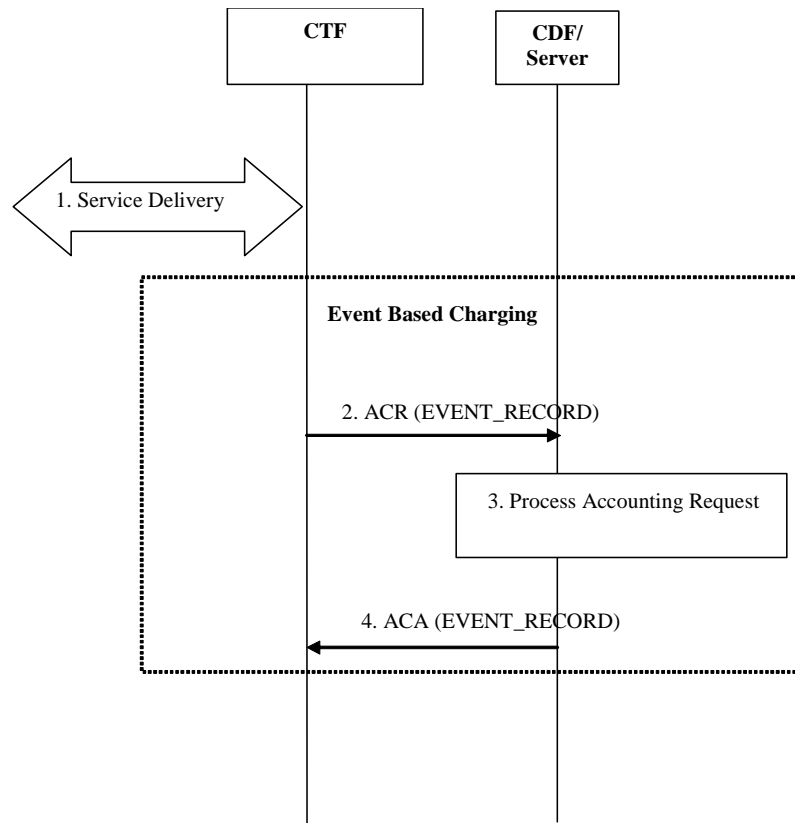 CTF
CDF/
Server
1. Service Delivery
Event Based Charging
2. ACR (EVENT_RECORD)
3. Process Accounting Request
4. ACA (EVENT_RECORD)